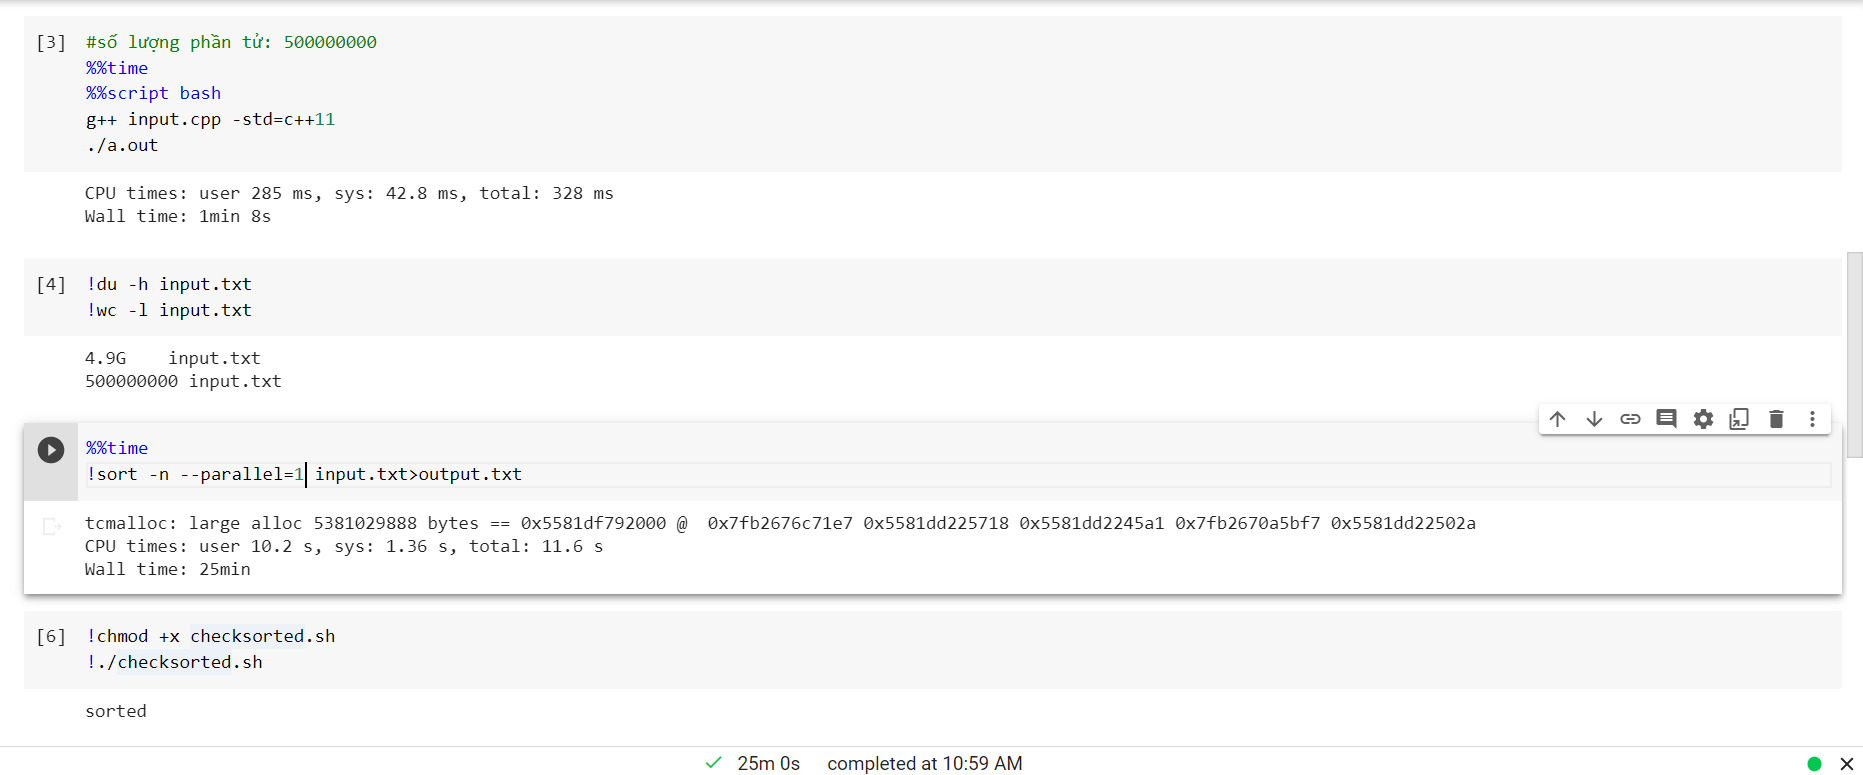 [3] #số lượng phần tử: 500000000
%%time
%%script bash
g++ input.cpp -std=c++11
./a.out
CPU times: user 285 ms, sys: 42.8 ms, total: 328 ms
Wall time: 1min 8s
[4] !du -h input.txt
!wc -l input.txt
4.9G input.txt
500000000 input.txt
%%time
!sort -n --parallel=1 input.txt>output.txt
tcmalloc: large alloc 5381029888 bytes == 0x5581df792000 @ 0x7fb2676c71e7 0x5581dd225718 0x5581dd2245a1 0x7fb2670a5bf7 0x5581dd22502a
CPU times: user 10.2 s, sys: 1.36 s, total: 11.6 s
Wall time: 25min
[6] !chmod +x checksorted.sh
!./checksorted.sh
sorted
25m 0s completed at 10:59 AM